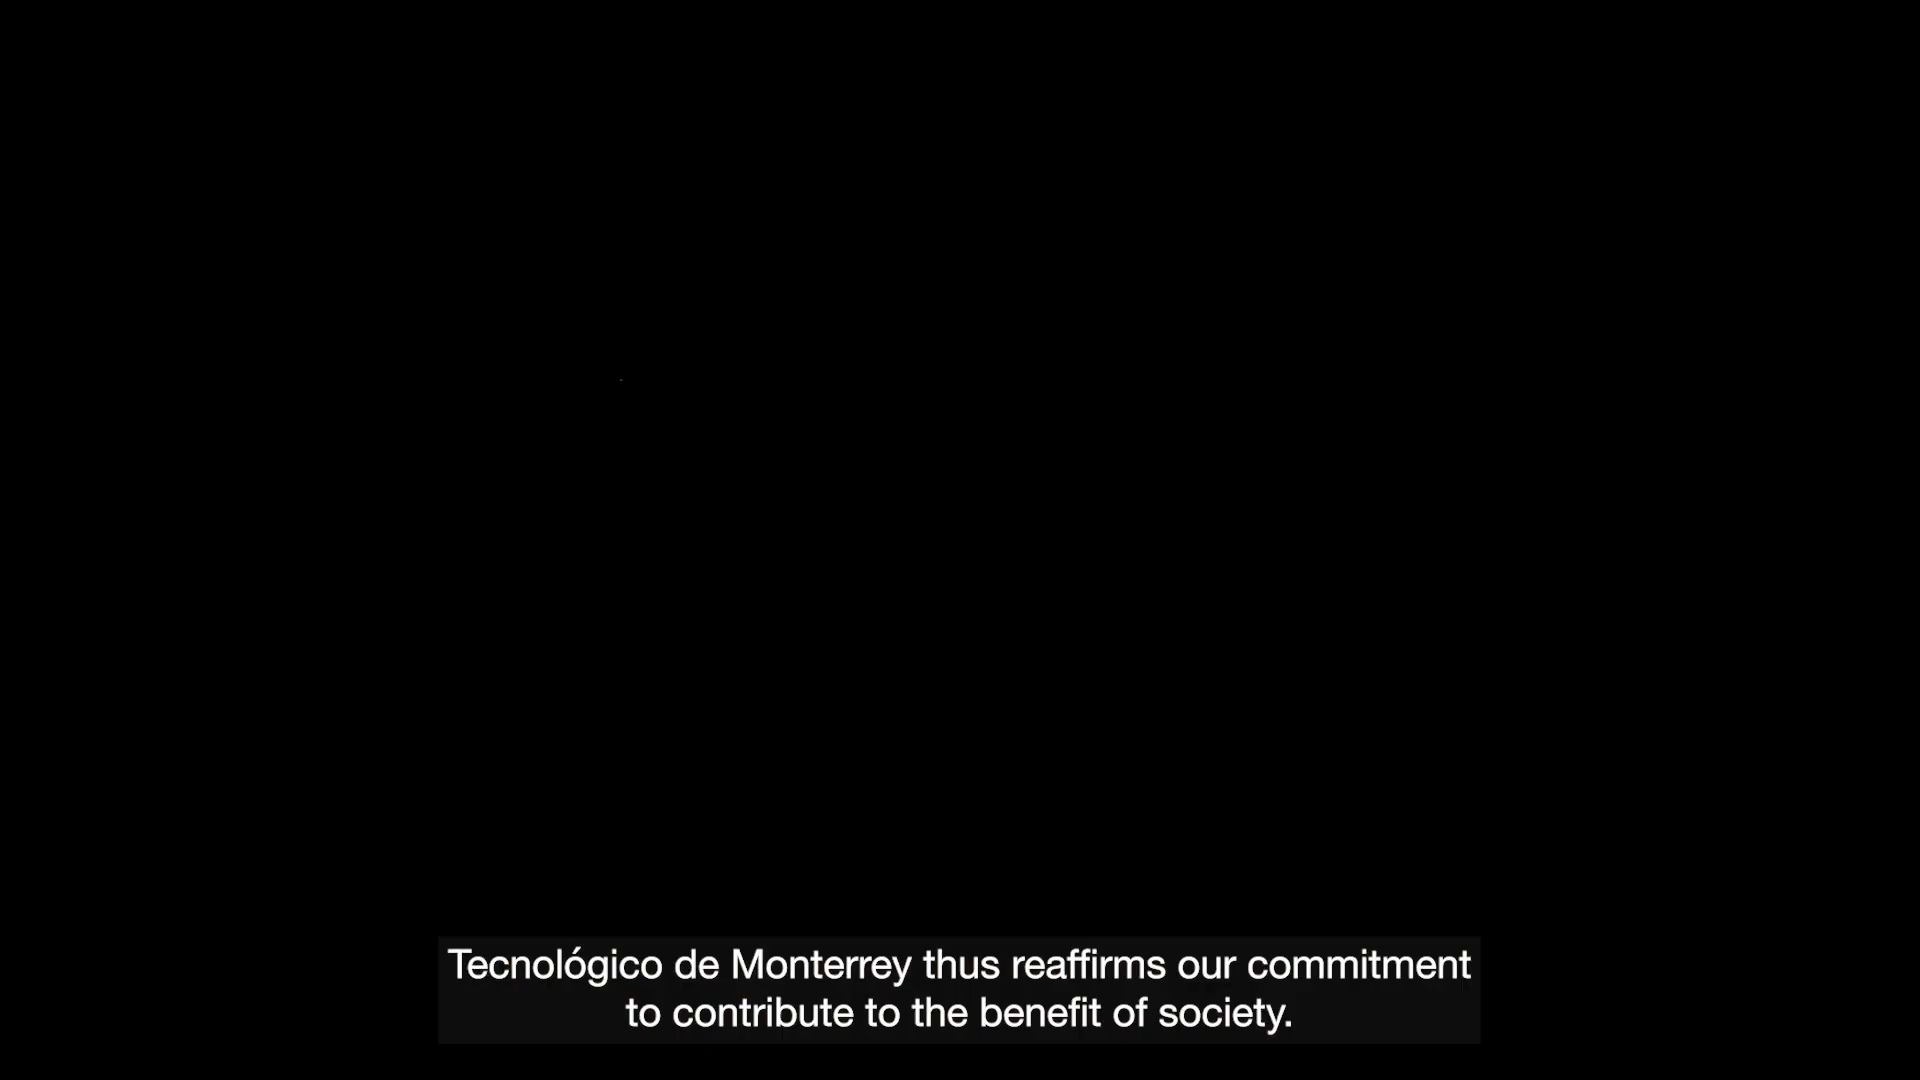 Tecnológico de Monterrey thus reaffirms our commitment
to contribute to the benefit of society.